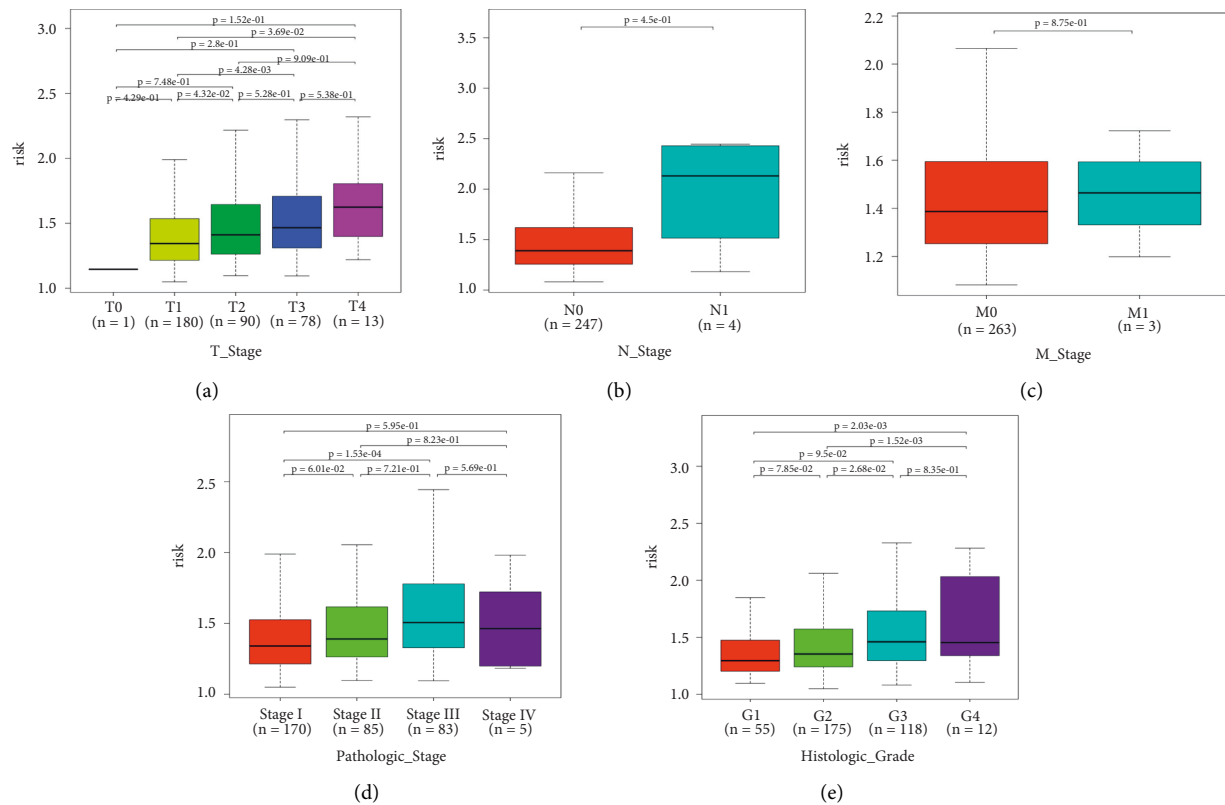 p = 1.52e-01
p = 3.69e-02
p = 2.8e-01
p = 9.09e-01
p = 4.28e-03
p = 7.48e-01
p = 4.29e-01 p = 4.32e-02 p = 5.28e-01 p = 5.38e-01
3.0
2.5
2.0
1.5
1.0
risk
T0 T1 T2 T3 T4
(n = 1) (n = 180) (n = 90) (n = 78) (n = 13)
T_Stage
(a)
p = 4.5e-01
3.5
3.0
2.5
2.0
1.5
1.0
risk
N0 N1
(n = 247) (n = 4)
N_Stage
(b)
p = 8.75e-01
2.2
2.0
1.8
1.6
1.4
1.2
risk
M0 M1
(n = 263) (n = 3)
M_Stage
(c)
p = 5.95e-01
p = 8.23e-01
p = 1.53e-04
p = 6.01e-02 p = 7.21e-01 p = 5.69e-01
2.5
2.0
1.5
1.0
risk
Stage I Stage II Stage III Stage IV
(n = 170) (n = 85) (n = 83) (n = 5)
Pathologic_Stage
(d)
p = 2.03e-03
p = 1.52e-03
p = 9.5e-02
p = 7.85e-02 p = 2.68e-02 p = 8.35e-01
3.0
2.5
2.0
1.5
1.0
risk
G1 G2 G3 G4
(n = 55) (n = 175) (n = 118) (n = 12)
Histologic_Grade
(e)